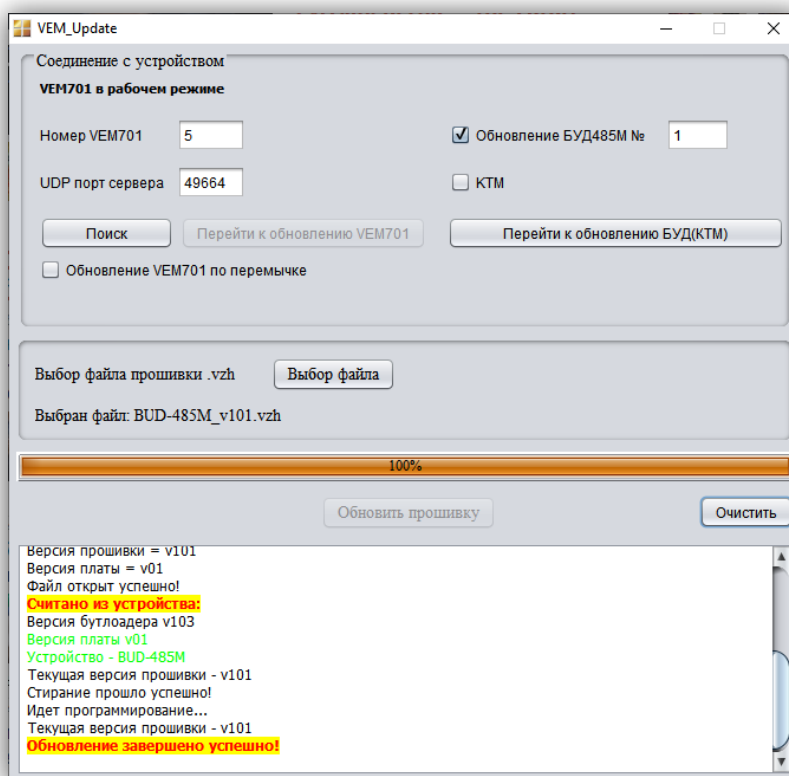 VEM_Update
Соединение с устройством
VEM701 в рабочем режиме
Номер VEM701 5 Обновление БУД485М № 1
UDP порт сервера 49664 КТМ
Поиск Перейти к обновлению VEM701 Перейти к обновлению БУД(КТМ)
Обновление VEM701 по перемычке
Выбор файла прошивки .vzh Выбор файла
Выбран файл: BUD-485M_v101.vzh
100%
Обновить прошивку Очистить
Версия прошивки = v101
Версия платы = v01
Файл открыт успешно!
Считано из устройства:
Версия бутлоадера v103
Версия платы v01
Устройство - BUD-485M
Текущая версия прошивки - v101
Стирание прошло успешно!
Идет программирование...
Текущая версия прошивки - v101
Обновление завершено успешно!